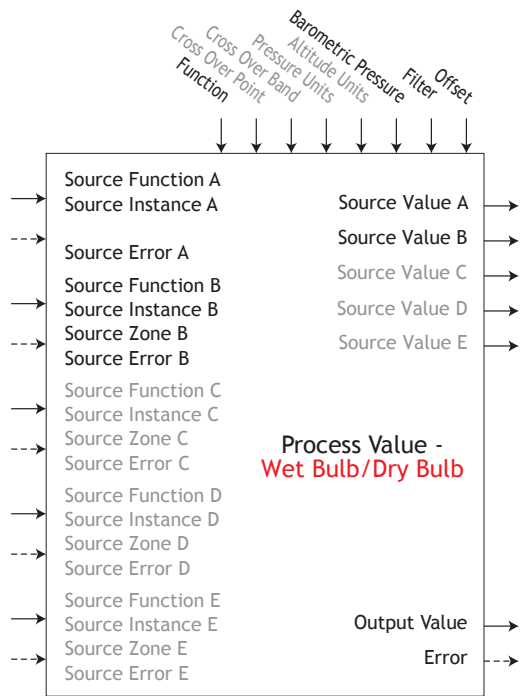 Function
Cross Over Point
Cross Over Band
Pressure Units
Altitude Units
Barometric Pressure
Filter
Offset
Source Function A
Source Instance A
Source Error A
Source Function B
Source Instance B
Source Zone B
Source Error B
Source Function C
Source Instance C
Source Zone C
Source Error C
Source Function D
Source Instance D
Source Zone D
Source Error D
Source Function E
Source Instance E
Source Zone E
Source Error E
Source Value A
Source Value B
Source Value C
Source Value D
Source Value E
Process Value -
Wet Bulb/Dry Bulb
Output Value
Error